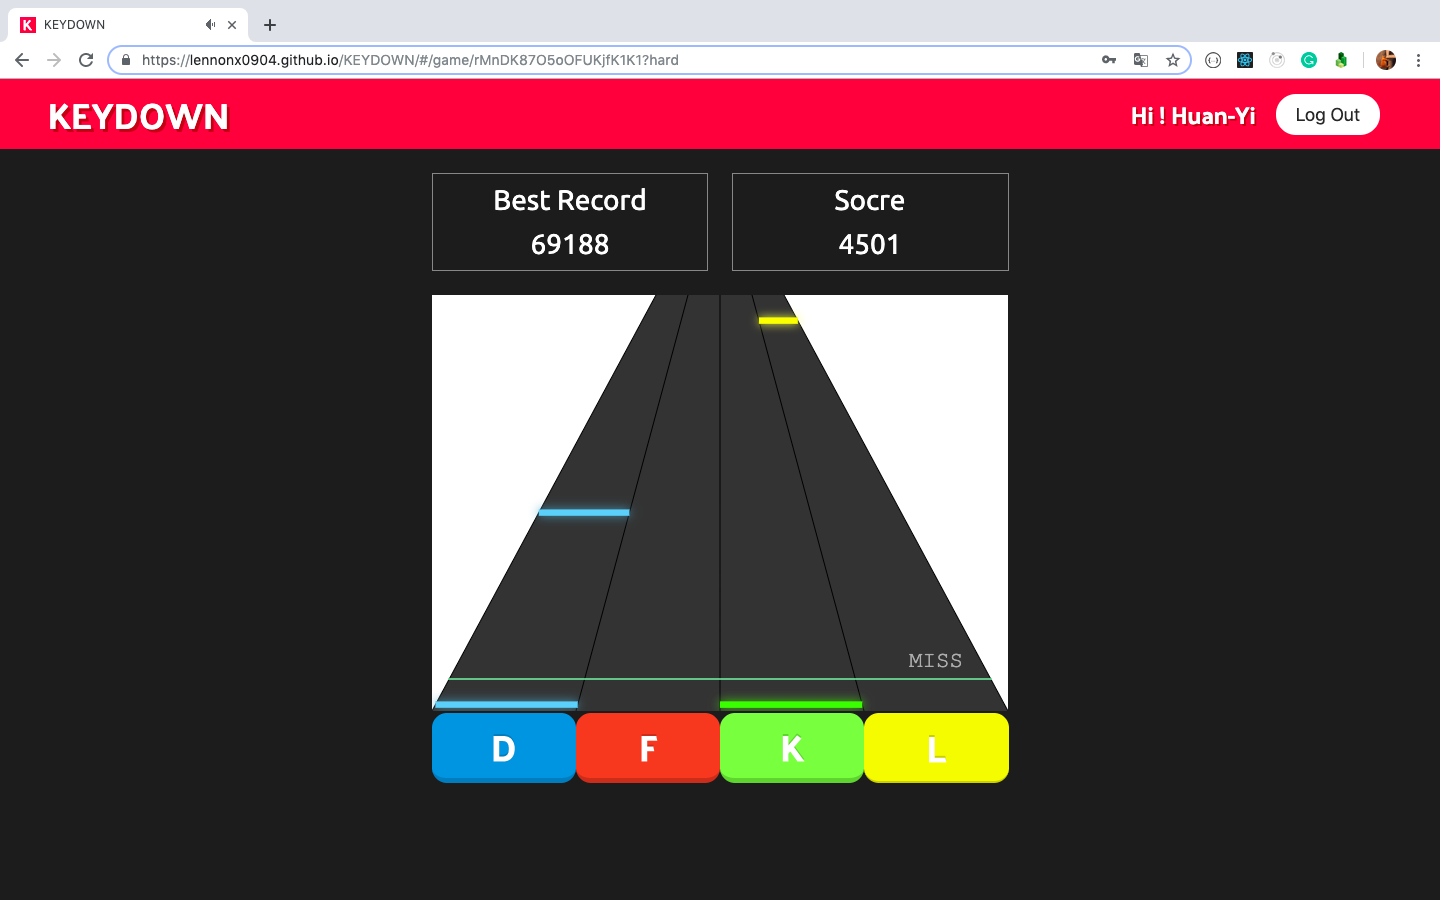 KEYDOWN
https://lennonx0904.github.io/KEYDOWN/#/game/rMnDK87O5oOFUKjfK1K1?hard
KEYDOWN
Hi ! Huan-Yi
Log Out
Best Record
69188
Socre
4501
MISS
D
F
K
L